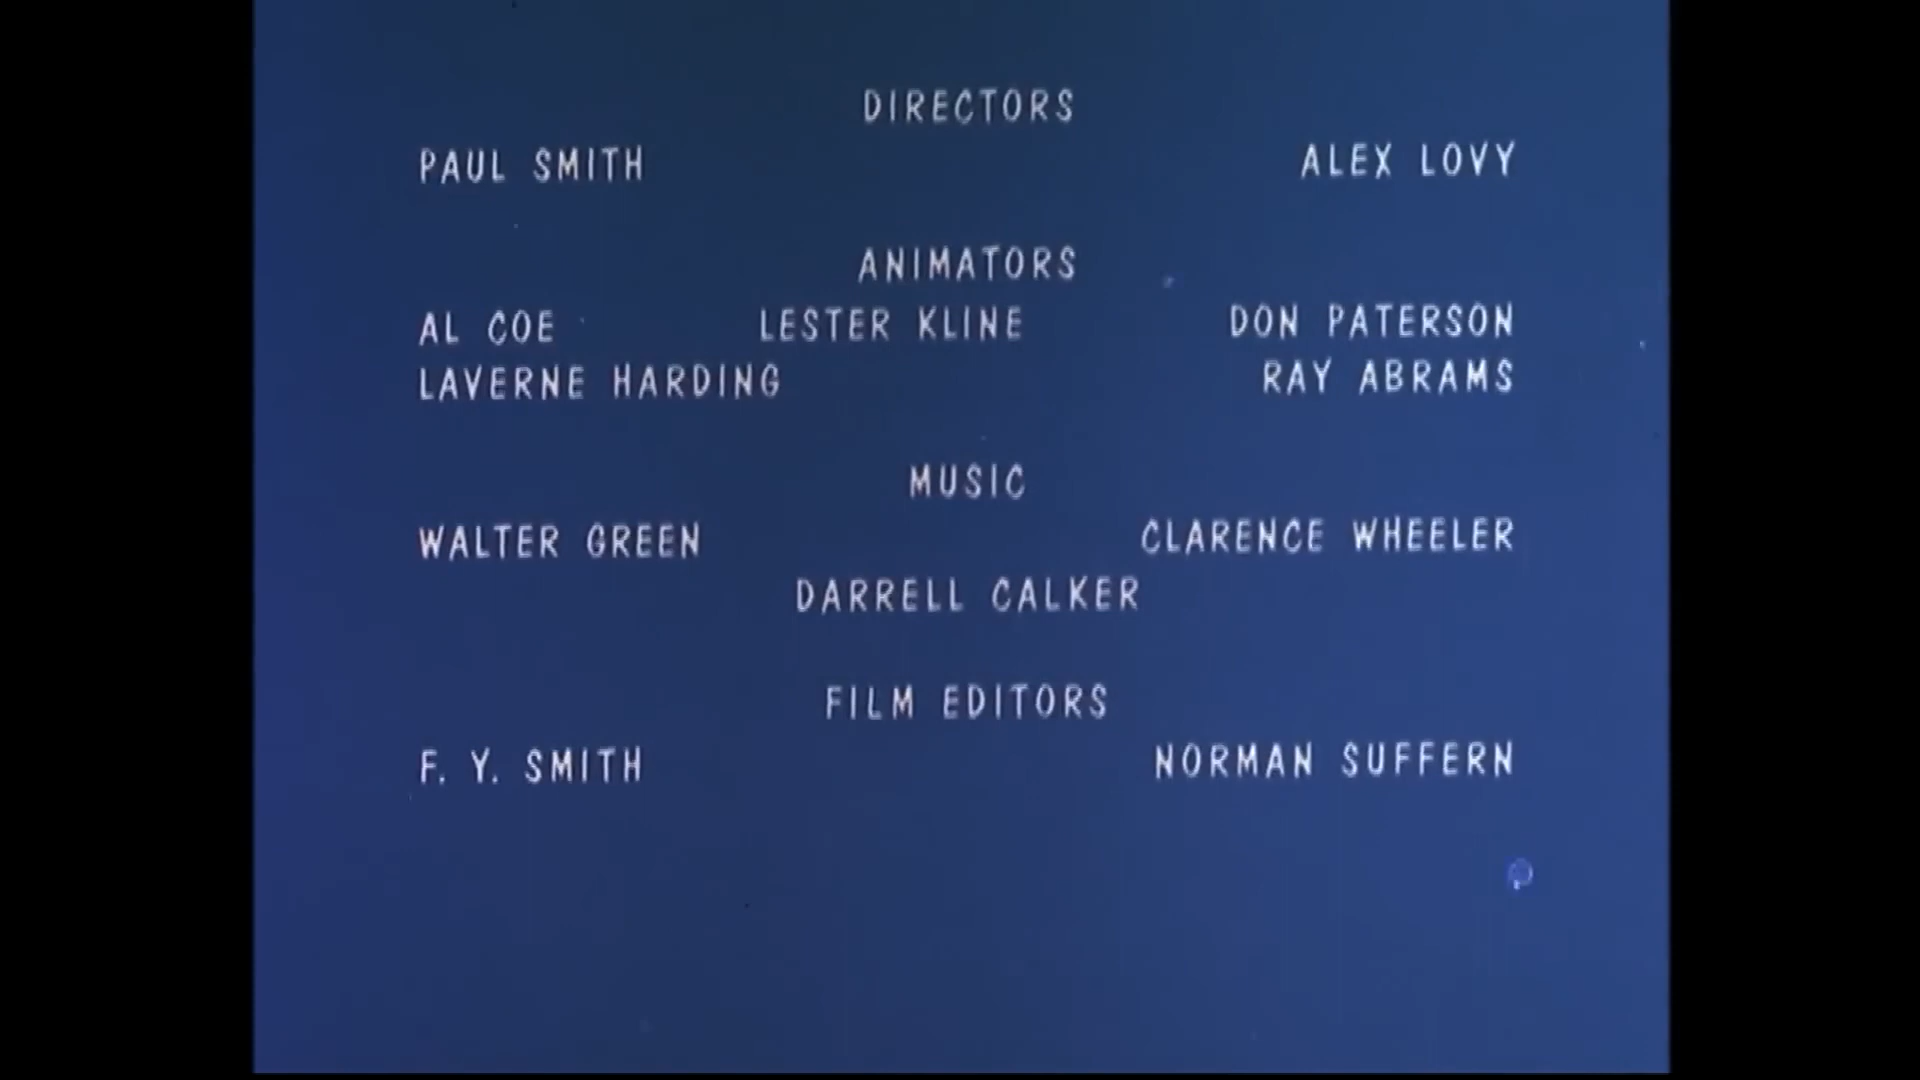 DIRECTORS
PAUL SMITH ALEX LOVY
ANIMATORS
AL COE LESTER KLINE DON PATERSON
LAVERNE HARDING RAY ABRAMS
MUSIC
WALTER GREEN CLARENCE WHEELER
DARRELL CALKER
FILM EDITORS
F. Y. SMITH NORMAN SUFFERN